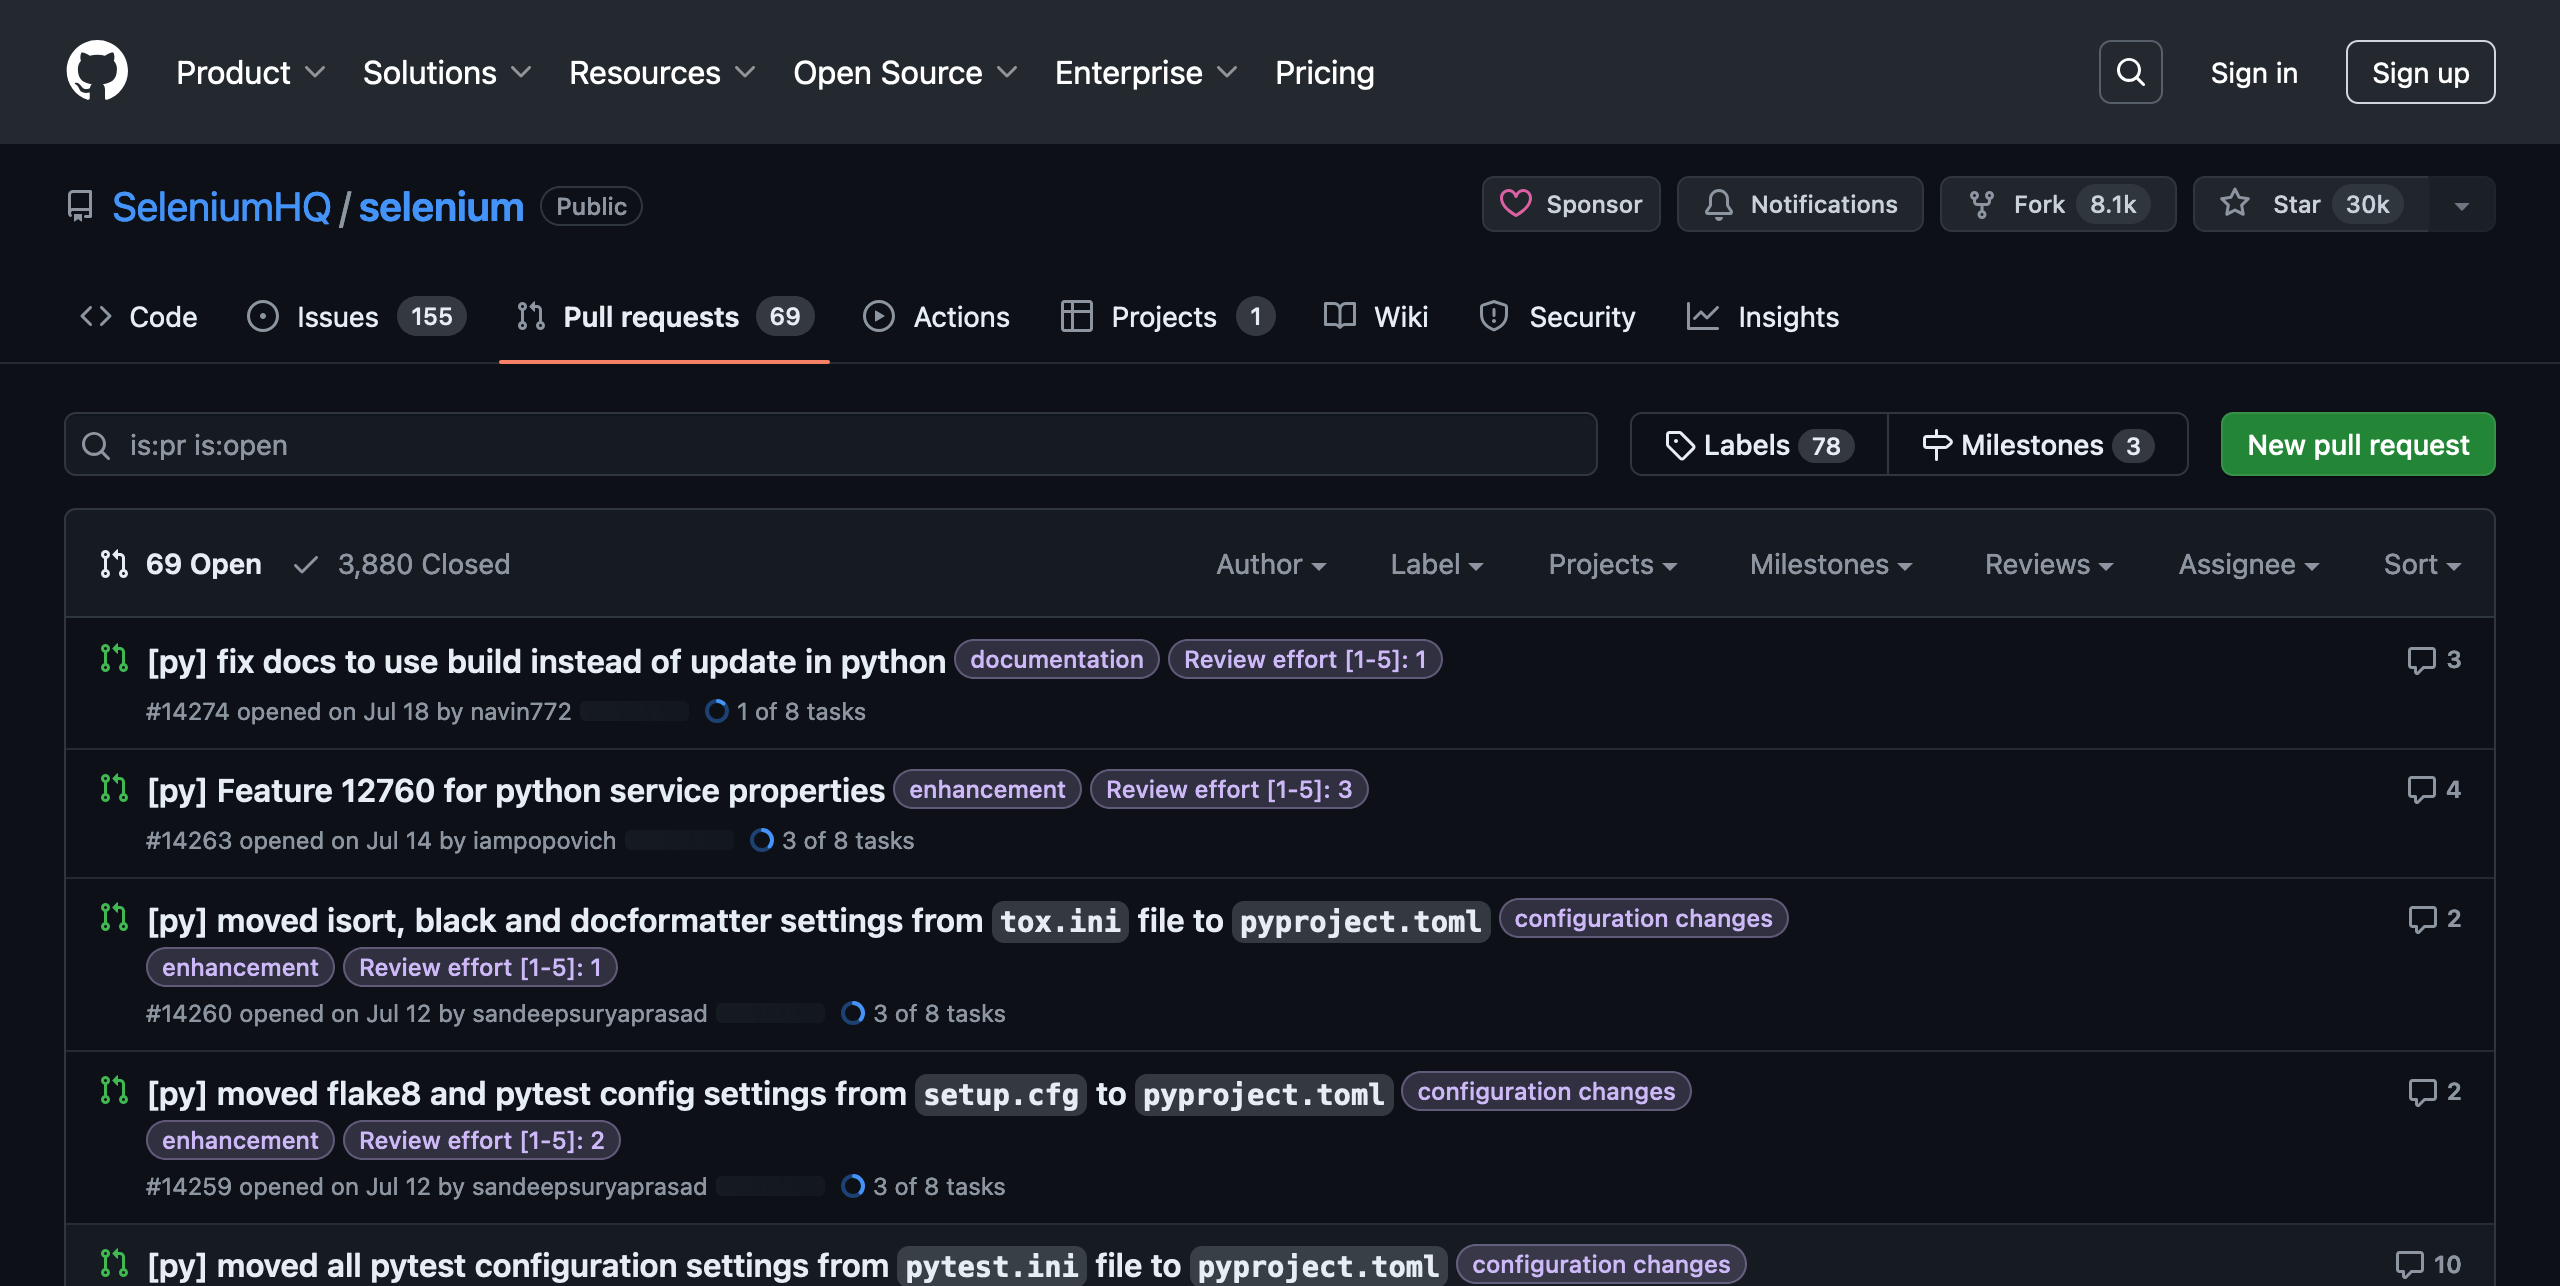 Product Solutions Resources Open Source Enterprise Pricing Sign in Sign up
SeleniumHQ / selenium Public Sponsor Notifications Fork 8.1k Star 30k
Code Issues 155 Pull requests 69 Actions Projects 1 Wiki Security Insights
is:pr is:open Labels 78 Milestones 3 New pull request
69 Open 3,880 Closed Author Label Projects Milestones Reviews Assignee Sort
[py] fix docs to use build instead of update in python documentation Review effort [1-5]: 1 3
#14274 opened on Jul 18 by navin772 1 of 8 tasks
[py] Feature 12760 for python service properties enhancement Review effort [1-5]: 3 4
#14263 opened on Jul 14 by iampopovich 3 of 8 tasks
[py] moved isort, black and docformatter settings from tox.ini file to pyproject.toml configuration changes 2
enhancement Review effort [1-5]: 1
#14260 opened on Jul 12 by sandeepsuryaprasad 3 of 8 tasks
[py] moved flake8 and pytest config settings from setup.cfg to pyproject.toml configuration changes 2
enhancement Review effort [1-5]: 2
#14259 opened on Jul 12 by sandeepsuryaprasad 3 of 8 tasks
[py] moved all pytest configuration settings from pytest.ini file to pyproject.toml configuration changes 10